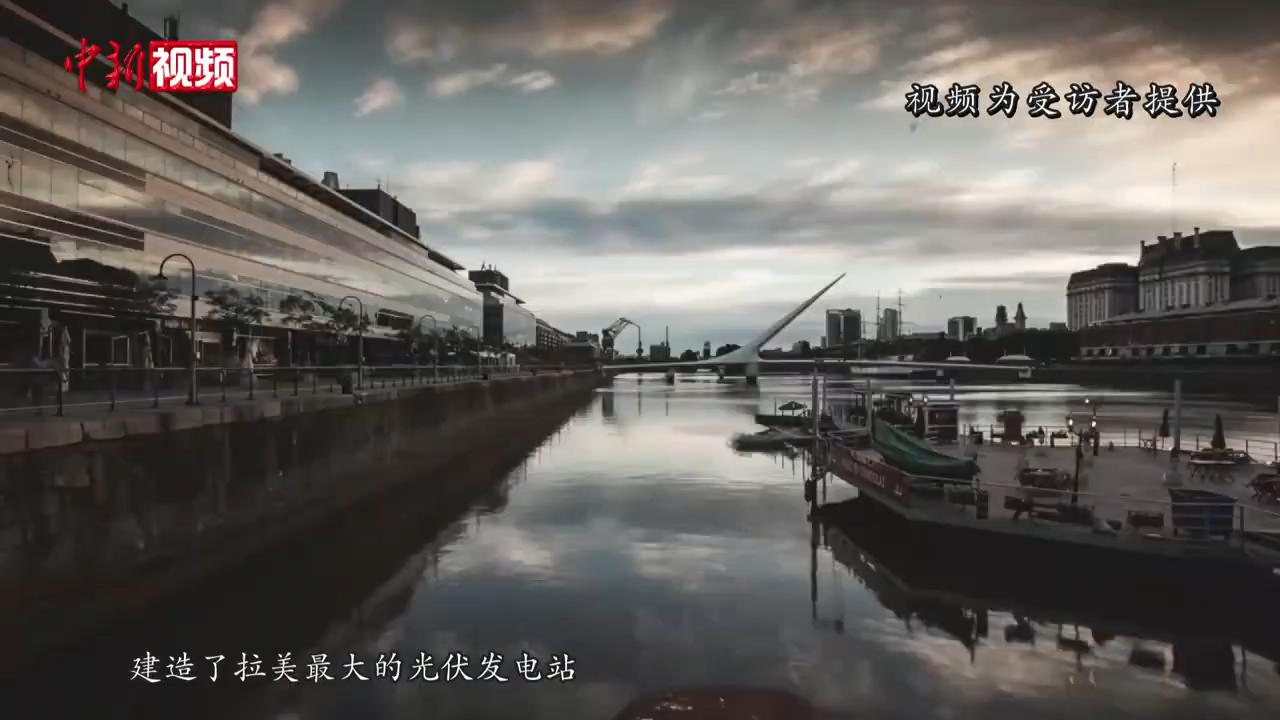 中新视频
视频为受访者提供
建造了拉美最大的光伏发电站